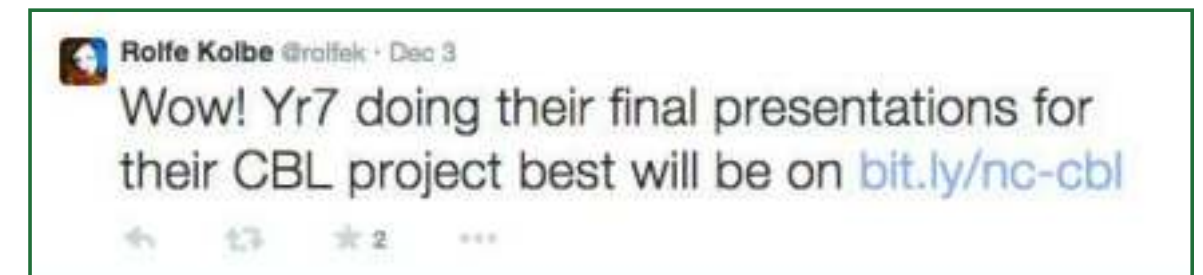 Rolfe Kolbe @rolfek · Dec 3
Wow! Yr7 doing their final presentations for
their CBL project best will be on bit.ly/nc-cbl
2